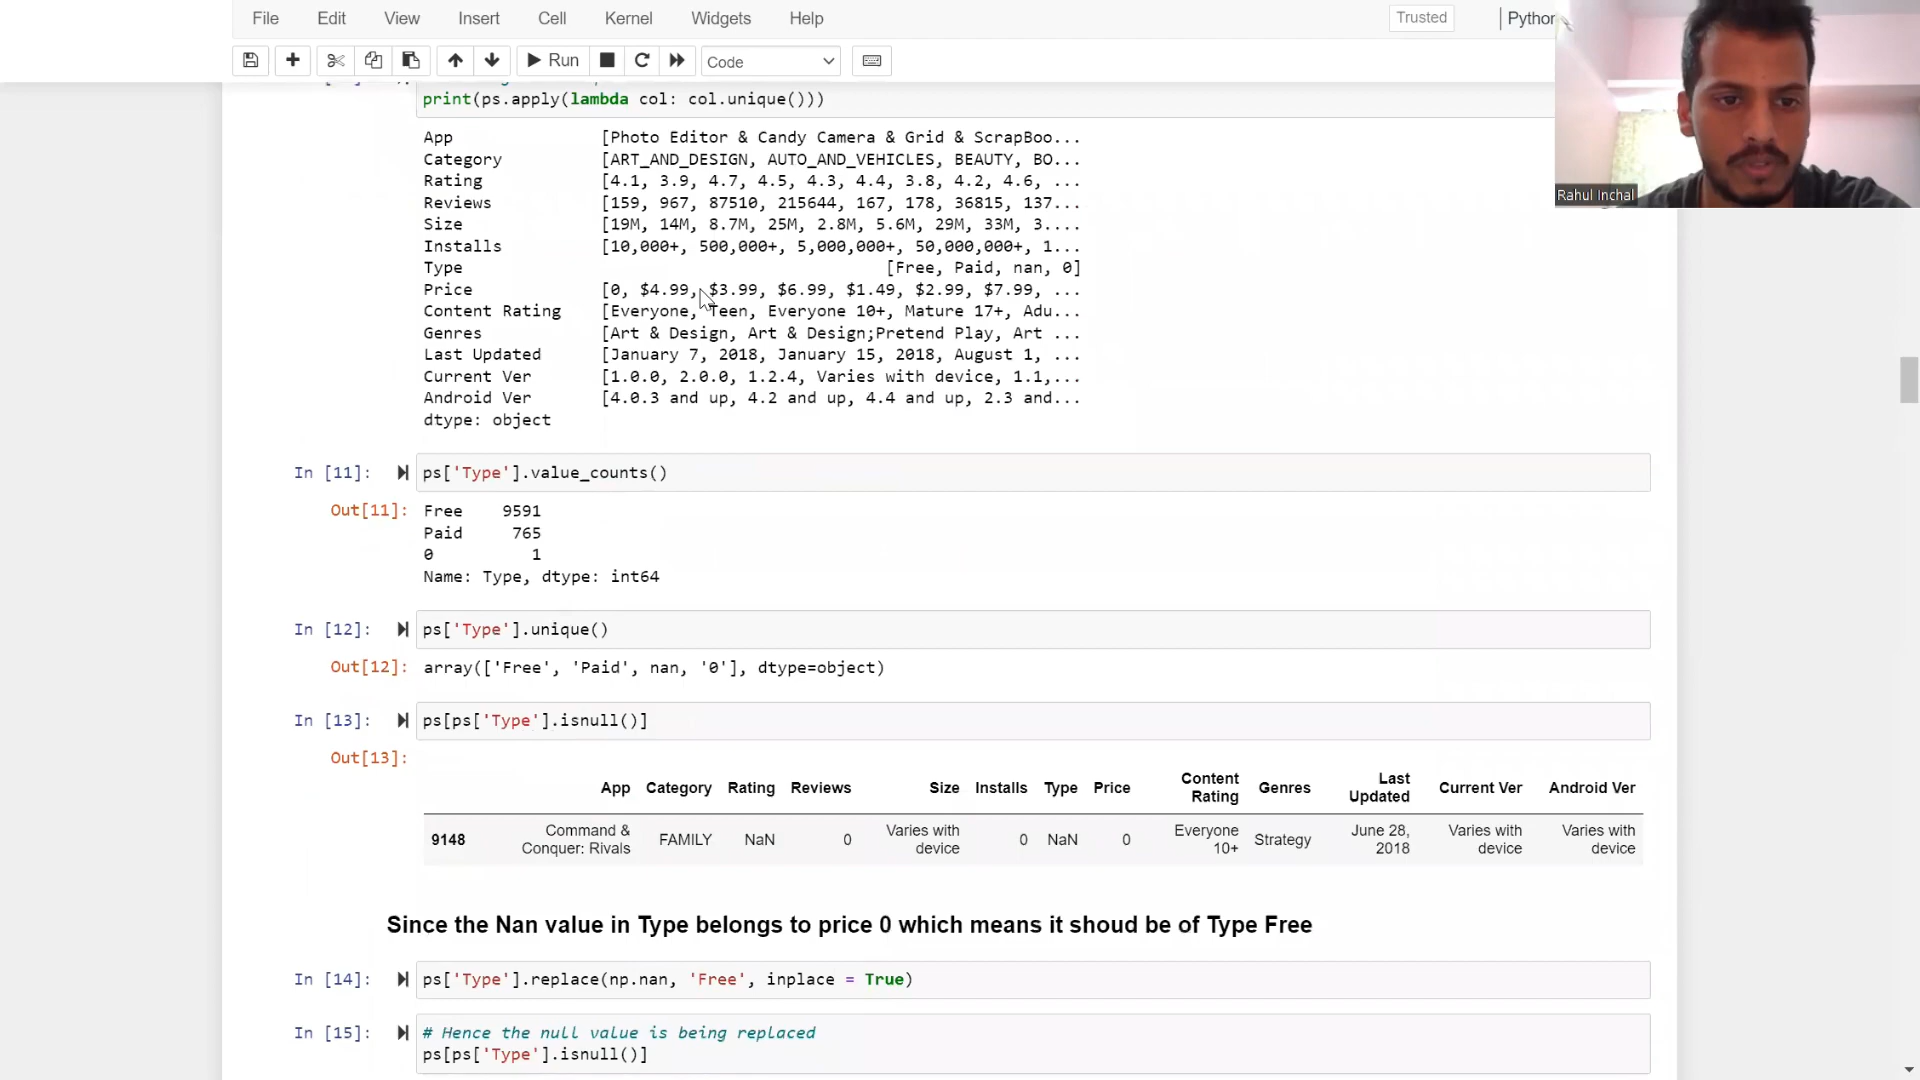 File Edit View Insert Cell Kernel Widgets Help Trusted Python
Run Code
print(ps.apply(lambda col: col.unique()))
App [Photo Editor & Candy Camera & Grid & ScrapBoo...
Category [ART_AND_DESIGN, AUTO_AND_VEHICLES, BEAUTY, BO...
Rating [4.1, 3.9, 4.7, 4.5, 4.3, 4.4, 3.8, 4.2, 4.6, ...
Reviews [159, 967, 87510, 215644, 167, 178, 36815, 137...
Rahul Inchal
Size [19M, 14M, 8.7M, 25M, 2.8M, 5.6M, 29M, 33M, 3....
Installs [10,000+, 500,000+, 5,000,000+, 50,000,000+, 1...
Type [Free, Paid, nan, 0]
Price [0, $4.99, $3.99, $6.99, $1.49, $2.99, $7.99, ...
Content Rating [Everyone, Teen, Everyone 10+, Mature 17+, Adu...
Genres [Art & Design, Art & Design;Pretend Play, Art ...
Last Updated [January 7, 2018, January 15, 2018, August 1, ...
Current Ver [1.0.0, 2.0.0, 1.2.4, Varies with device, 1.1,...
Android Ver [4.0.3 and up, 4.2 and up, 4.4 and up, 2.3 and...
dtype: object
In [11]: ps['Type'].value_counts()
Out[11]: Free 9591
Paid 765
0 1
Name: Type, dtype: int64
In [12]: ps['Type'].unique()
Out[12]: array(['Free', 'Paid', nan, '0'], dtype=object)
In [13]: ps[ps['Type'].isnull()]
Out[13]:
App Category Rating Reviews Size Installs Type Price Content Rating Genres Last Updated Current Ver Android Ver
9148 Command & Conquer: Rivals FAMILY NaN 0 Varies with device 0 NaN 0 Everyone 10+ Strategy June 28, 2018 Varies with device Varies with device
Since the Nan value in Type belongs to price 0 which means it shoud be of Type Free
In [14]: ps['Type'].replace(np.nan, 'Free', inplace = True)
In [15]: # Hence the null value is being replaced
ps[ps['Type'].isnull()]